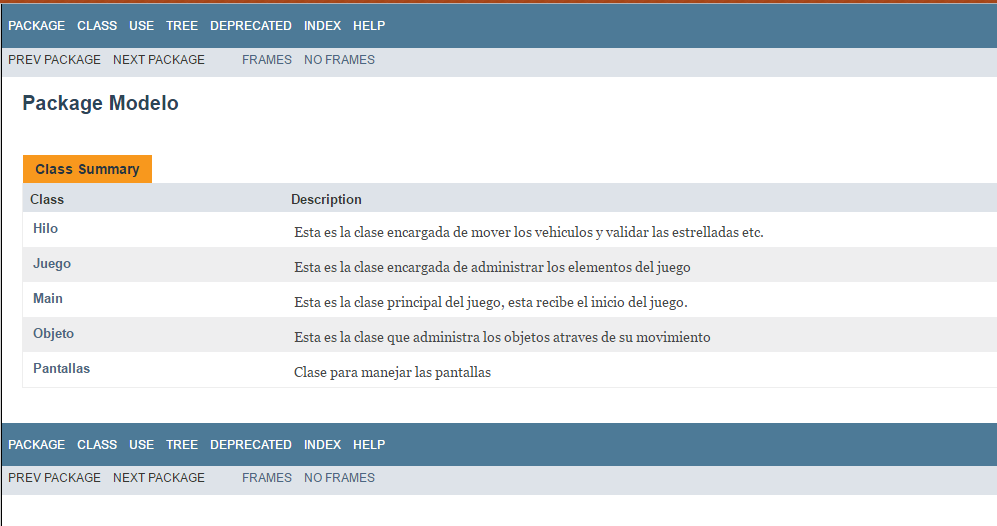 PACKAGE CLASS USE TREE DEPRECATED INDEX HELP
PREV PACKAGE NEXT PACKAGE FRAMES NO FRAMES
Package Modelo
Class Summary
Class Description
Hilo Esta es la clase encargada de mover los vehiculos y validar las estrelladas etc.
Juego Esta es la clase encargada de administrar los elementos del juego
Main Esta es la clase principal del juego, esta recibe el inicio del juego.
Objeto Esta es la clase que administra los objetos atraves de su movimiento
Pantallas Clase para manejar las pantallas
PACKAGE CLASS USE TREE DEPRECATED INDEX HELP
PREV PACKAGE NEXT PACKAGE FRAMES NO FRAMES